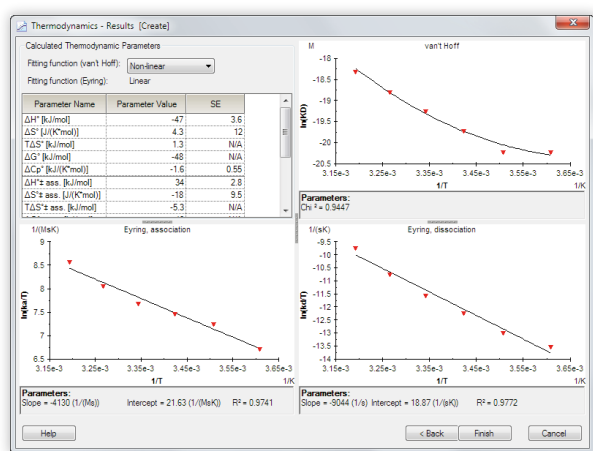 Thermodynamics - Results [Create]
Calculated Thermodynamic Parameters
Fitting function (van't Hoff): Non-linear
Fitting function (Eyring): Linear
Parameter Name Parameter Value SE
ΔH° [kJ/mol] -47 3.6
ΔS° [J/(K*mol)] 4.3 12
TΔS° [kJ/mol] 1.3 N/A
ΔG° [kJ/mol] -48 N/A
ΔCp° [kJ/(K*mol)] -1.6 0.55
ΔH°‡ ass. [kJ/mol] 34 2.8
ΔS°‡ ass. [J/(K*mol)] -18 9.5
TΔS°‡ ass. [kJ/mol] -5.3 N/A
M van't Hoff
-18
-18.5
-19
-19.5
-20
-20.5
ln(KD)
3.15e-3 3.25e-3 3.35e-3 3.45e-3 3.55e-3 3.65e-3
1/T 1/K
Parameters:
Chi ² = 0.9447
1/(MsK) Eyring, association
9
8.5
8
7.5
7
6.5
ln(ka/T)
3.15e-3 3.25e-3 3.35e-3 3.45e-3 3.55e-3 3.65e-3
1/T 1/K
Parameters:
Slope = -4130 (1/(Ms)) Intercept = 21.63 (1/(MsK)) R² = 0.9741
1/(sK) Eyring, dissociation
-9.5
-10
-10.5
-11
-11.5
-12
-12.5
-13
-13.5
-14
ln(kd/T)
3.15e-3 3.25e-3 3.35e-3 3.45e-3 3.55e-3 3.65e-3
1/T 1/K
Parameters:
Slope = -9044 (1/s) Intercept = 18.87 (1/(sK)) R² = 0.9772
Help < Back Finish Cancel